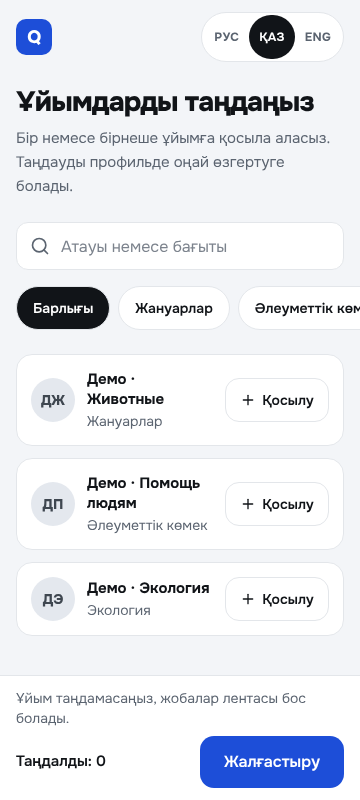 Q
РУС ҚАЗ ENG
Ұйымдарды таңдаңыз
Бір немесе бірнеше ұйымға қосыла аласыз.
Таңдауды профильде оңай өзгертуге
болады.
Атауы немесе бағыты
Барлығы Жануарлар Әлеуметтік көм
ДЖ Демо ·
Животные
Жануарлар
+ Қосылу
ДП Демо · Помощь
людям
Әлеуметтік көмек
+ Қосылу
ДЭ Демо · Экология
Экология
+ Қосылу
Ұйым таңдамасаңыз, жобалар лентасы бос
болады.
Таңдалды: 0 Жалғастыру